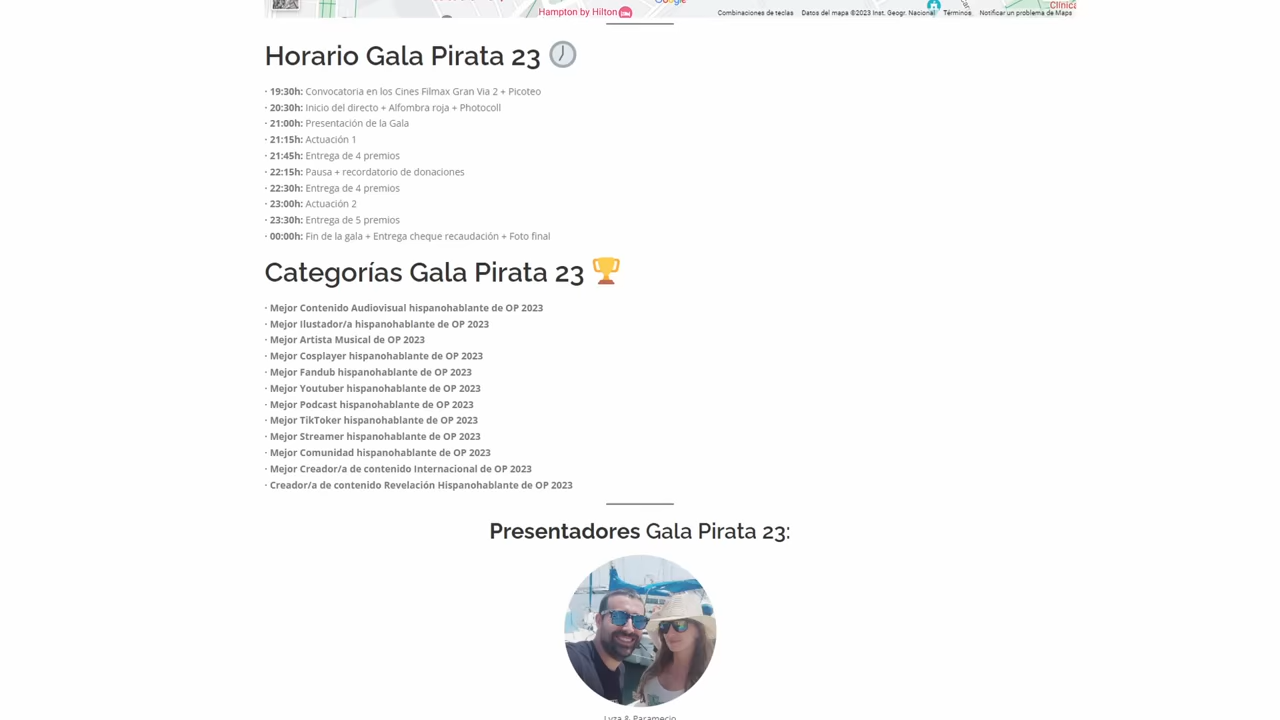 Google
Hampton by Hilton
Combinaciones de teclas Datos del mapa ©2023 Inst. Geogr. Nacional Términos Notificar un problema de Maps
Horario Gala Pirata 23
· 19:30h: Convocatoria en los Cines Filmax Gran Via 2 + Picoteo
· 20:30h: Inicio del directo + Alfombra roja + Photocoll
· 21:00h: Presentación de la Gala
· 21:15h: Actuación 1
· 21:45h: Entrega de 4 premios
· 22:15h: Pausa + recordatorio de donaciones
· 22:30h: Entrega de 4 premios
· 23:00h: Actuación 2
· 23:30h: Entrega de 5 premios
· 00:00h: Fin de la gala + Entrega cheque recaudación + Foto final
Categorías Gala Pirata 23
· Mejor Contenido Audiovisual hispanohablante de OP 2023
· Mejor Ilustador/a hispanohablante de OP 2023
· Mejor Artista Musical de OP 2023
· Mejor Cosplayer hispanohablante de OP 2023
· Mejor Fandub hispanohablante de OP 2023
· Mejor Youtuber hispanohablante de OP 2023
· Mejor Podcast hispanohablante de OP 2023
· Mejor TikToker hispanohablante de OP 2023
· Mejor Streamer hispanohablante de OP 2023
· Mejor Comunidad hispanohablante de OP 2023
· Mejor Creador/a de contenido Internacional de OP 2023
· Creador/a de contenido Revelación Hispanohablante de OP 2023
Presentadores Gala Pirata 23:
Lyza & Paramecio